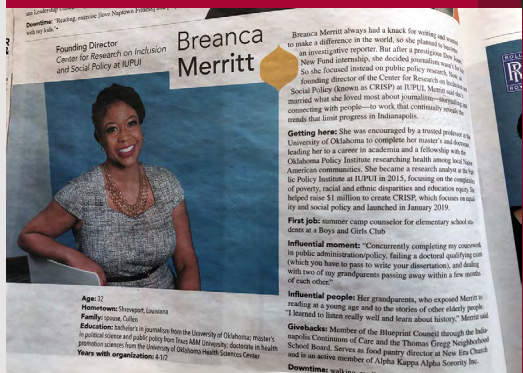 am Leadership
Downtime: "Reading, exercise [love Naptown Fitness], and
with my kids."•
Founding Director
Center for Research on Inclusion
and Social Policy at IUPUI
Breanca
Merritt
Age: 32
Hometown: Shreveport, Louisiana
Family: spouse, Cullen
Education: bachelor's in journalism from the University of Oklahoma; master's
in political science and public policy from Texas A&M University; doctorate in health
promotion sciences from the University of Oklahoma Health Sciences Center
Years with organization: 4-1/2
Breanca Merritt always had a knack for writing and wanted
to make a difference in the world, so she planned to become
an investigative reporter. But after a prestigious Dow Jones
New Fund internship, she decided journalism wasn't for
So she focused instead on public policy research. Now, as
founding director of the Center for Research on Inclusion and
Social Policy (known as CRISP) at IUPUI, Merritt said she's
married what she loved most about journalism—storytelling and
connecting with people—to work that continually reveals the
trends that limit progress in Indianapolis.
Getting here: She was encouraged by a trusted professor at the
University of Oklahoma to complete her master's and doctorate
leading her to a career in academia and a fellowship with the
Oklahoma Policy Institute researching health among local Native
American communities. She became a research analyst at the Pub-
lic Policy Institute at IUPUI in 2015, focusing on the complexity
of poverty, racial and ethnic disparities and education equity. She
helped raise $1 million to create CRISP, which focuses on equal-
ity and social policy and launched in January 2019.
First job: summer camp counselor for elementary school stu-
dents at a Boys and Girls Club
Influential moment: "Concurrently completing my coursework
in public administration/policy, failing a doctoral qualifying exam
(which you have to pass to write your dissertation), and dealing
with two of my grandparents passing away within a few months
of each other."
Influential people: Her grandparents, who exposed Merritt to
reading at a young age and to the stories of other elderly people.
"I learned to listen really well and learn about history," Merritt said
Givebacks: Member of the Blueprint Council through the India-
napolis Continuum of Care and the Thomas Gregg Neighborhood
School Board. Serves as food pantry director at New Era Church
and is an active member of Alpha Kappa Alpha Sorority Inc.
Downtime: walking,
ROLLS
RR